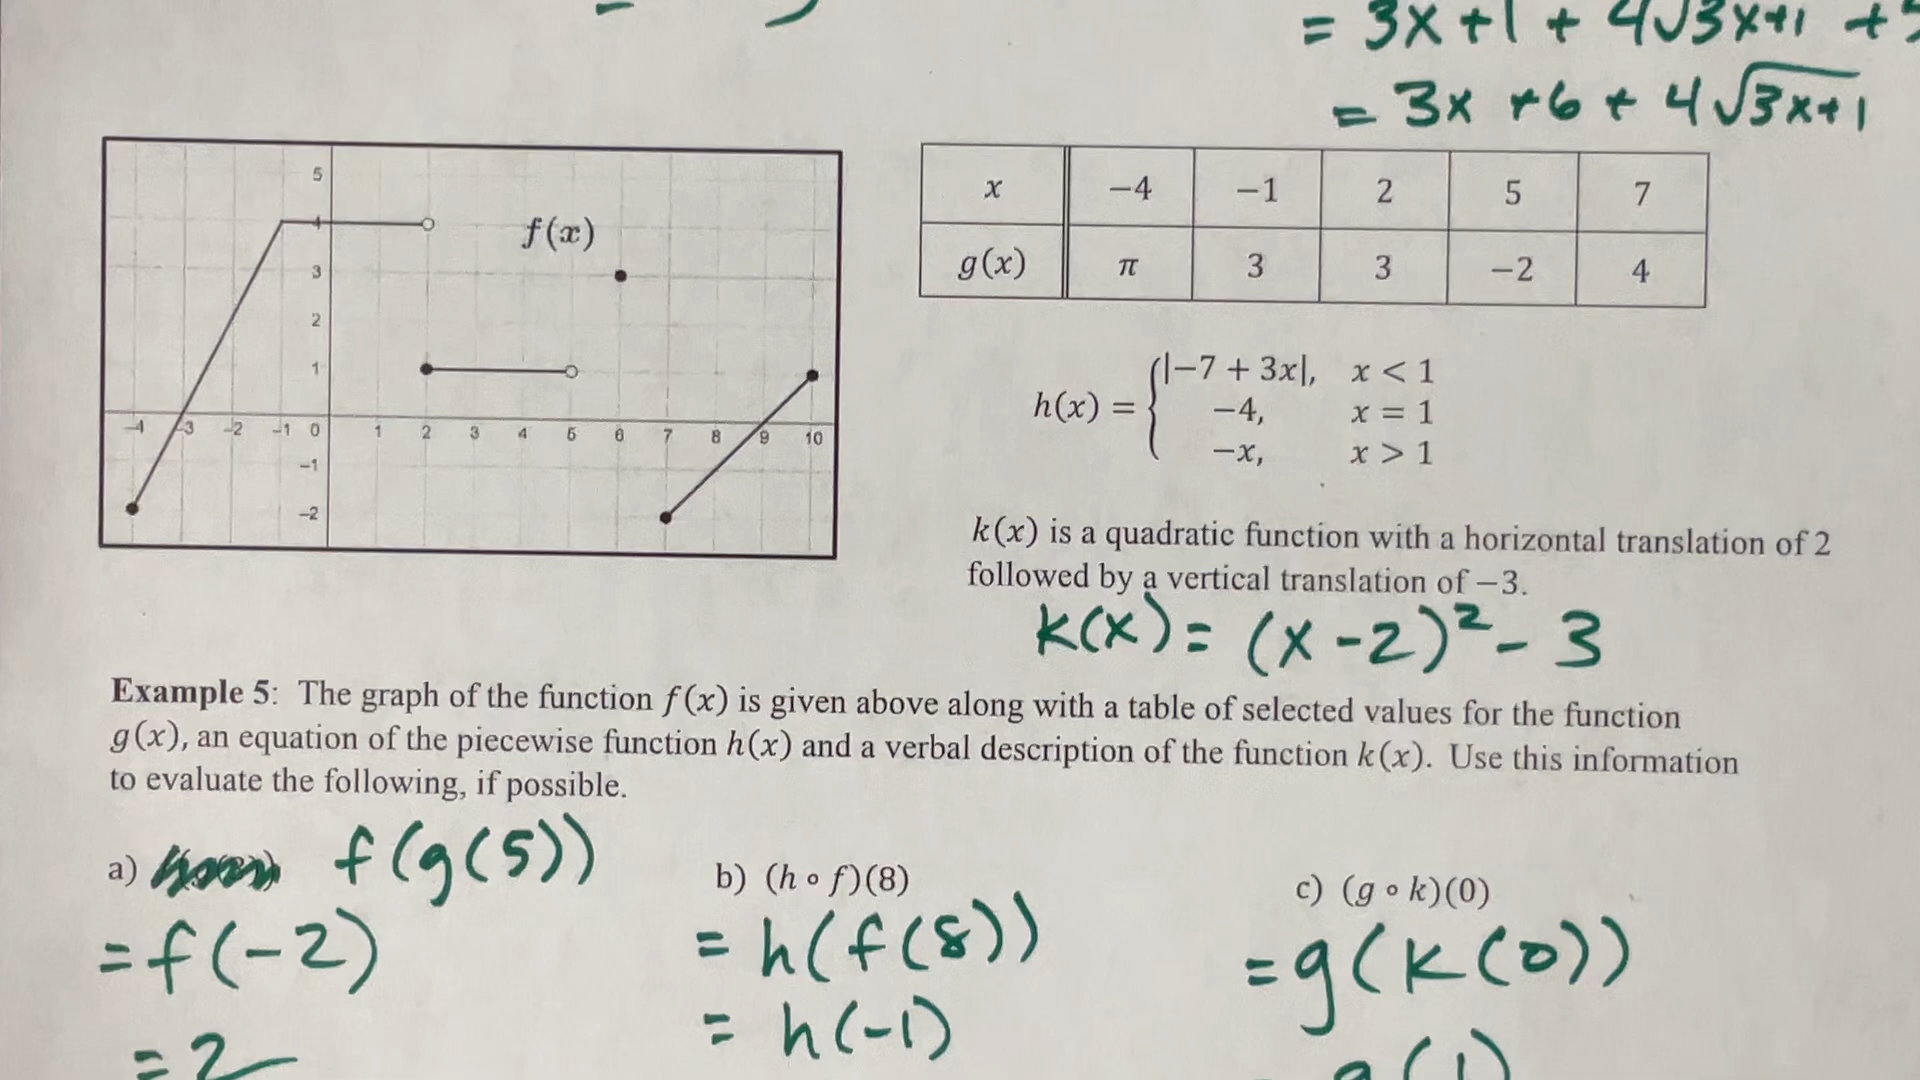 = 3x+1 + 4√3x+1 +
= 3x +6 + 4√3x+1
5
4
3
2
1
-4 -3 -2 -1 0 1 2 3 4 5 6 7 8 9 10
-1
-2
f(x)
x -4 -1 2 5 7
g(x) π 3 3 -2 4
h(x) = { |-7 + 3x|, x < 1
-4, x = 1
-x, x > 1
k(x) is a quadratic function with a horizontal translation of 2
followed by a vertical translation of -3.
k(x) = (x-2)² - 3
Example 5: The graph of the function f(x) is given above along with a table of selected values for the function
g(x), an equation of the piecewise function h(x) and a verbal description of the function k(x). Use this information
to evaluate the following, if possible.
a) f(g(5))
= f(-2)
= 2
b) (h ∘ f)(8)
= h(f(8))
= h(-1)
c) (g ∘ k)(0)
= g(k(0))
g(1)